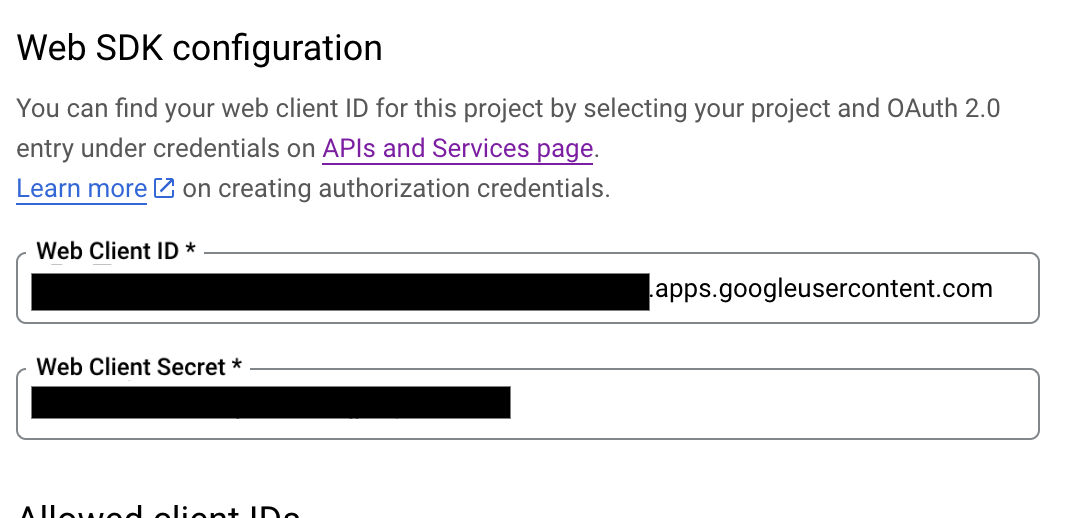 Web SDK configuration
You can find your web client ID for this project by selecting your project and OAuth 2.0
entry under credentials on APIs and Services page.
Learn more on creating authorization credentials.
Web Client ID *
.apps.googleusercontent.com
Web Client Secret *
Allowed client IDs